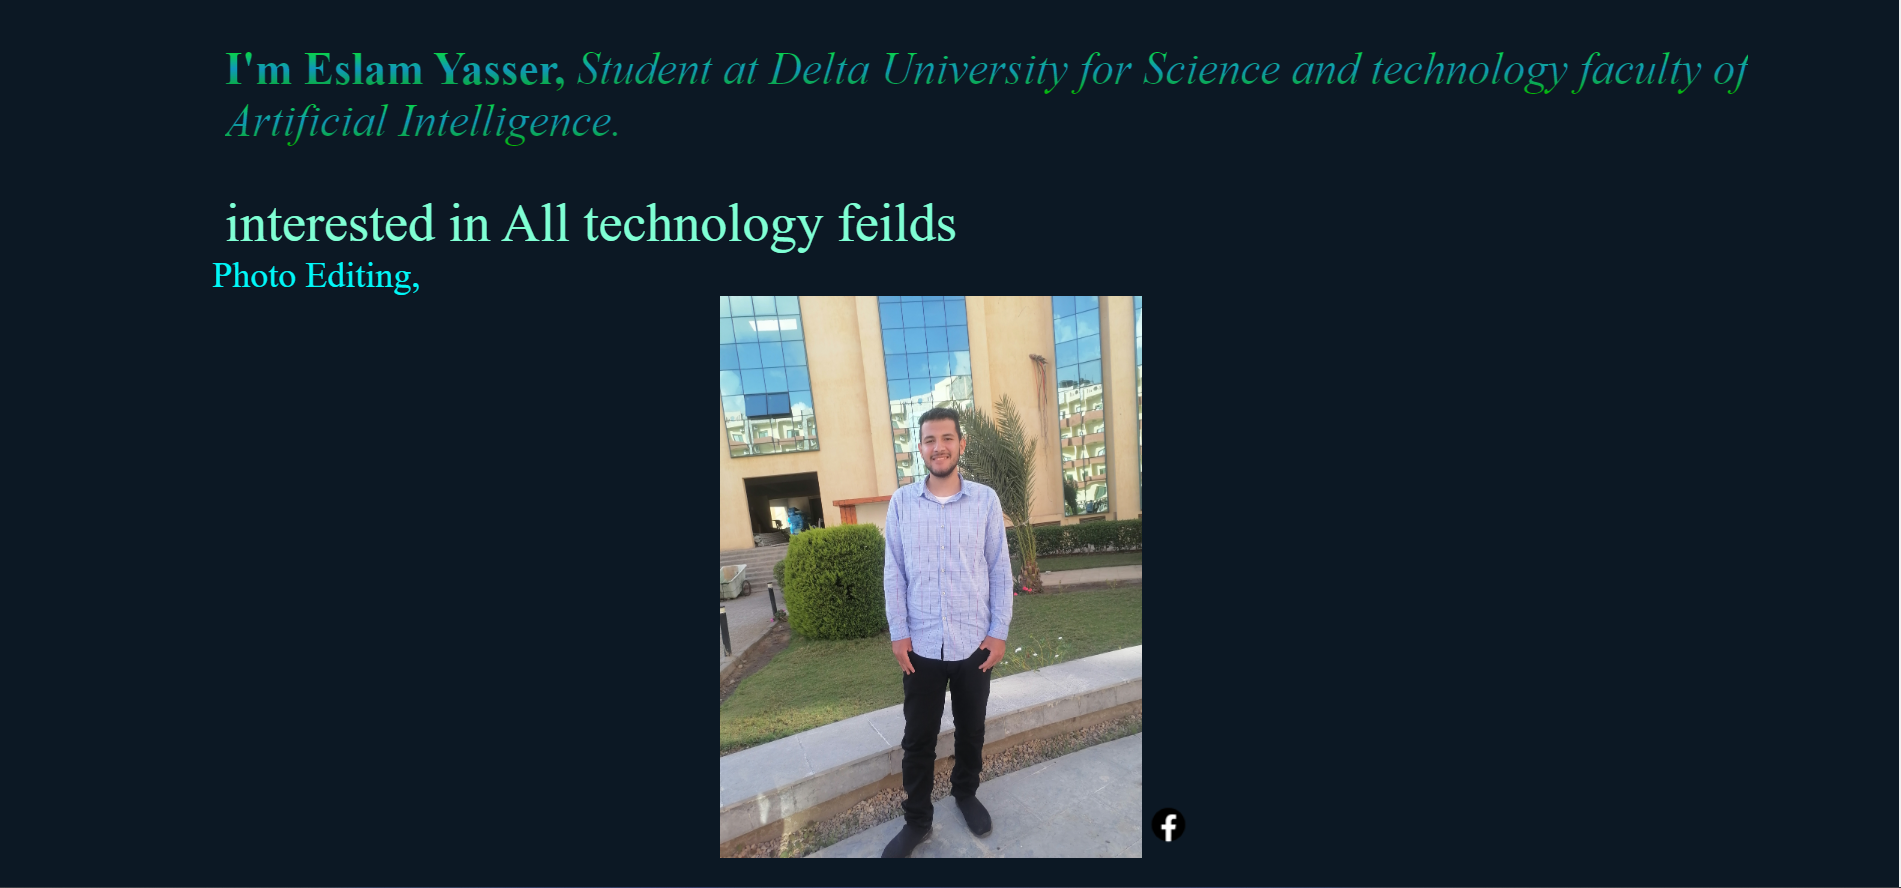 I'm Eslam Yasser, Student at Delta University for Science and technology faculty of
Artificial Intelligence.
interested in All technology feilds
Photo Editing,